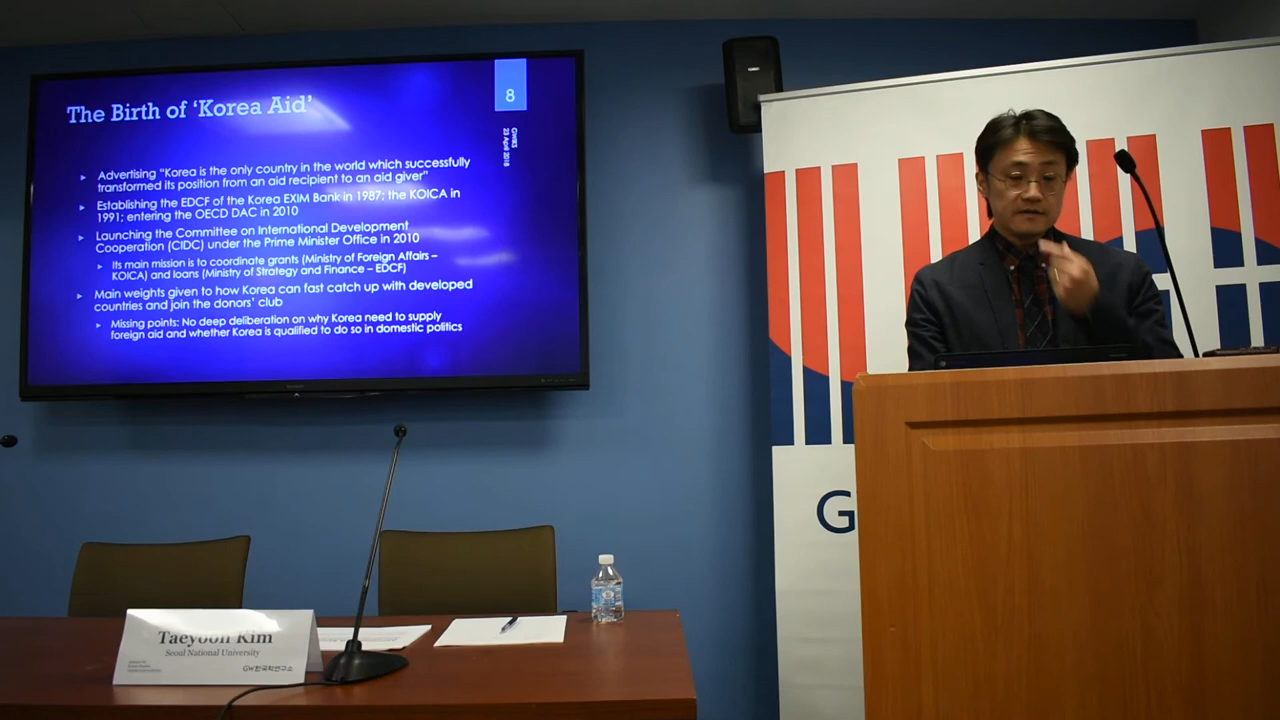 The Birth of 'Korea Aid'
8
GWIKS
23 April 2018
Advertising "Korea is the only country in the world which successfully
transformed its position from an aid recipient to an aid giver"
Establishing the EDCF of the Korea EXIM Bank in 1987; the KOICA in
1991; entering the OECD DAC in 2010
Launching the Committee on International Development
Cooperation (CIDC) under the Prime Minister Office in 2010
Its main mission is to coordinate grants (Ministry of Foreign Affairs –
KOICA) and loans (Ministry of Strategy and Finance – EDCF)
Main weights given to how Korea can fast catch up with developed
countries and join the donors' club
Missing points: No deep deliberation on why Korea need to supply
foreign aid and whether Korea is qualified to do so in domestic politics
G
Taeyoon Kim
Seoul National University
GW한국학연구소